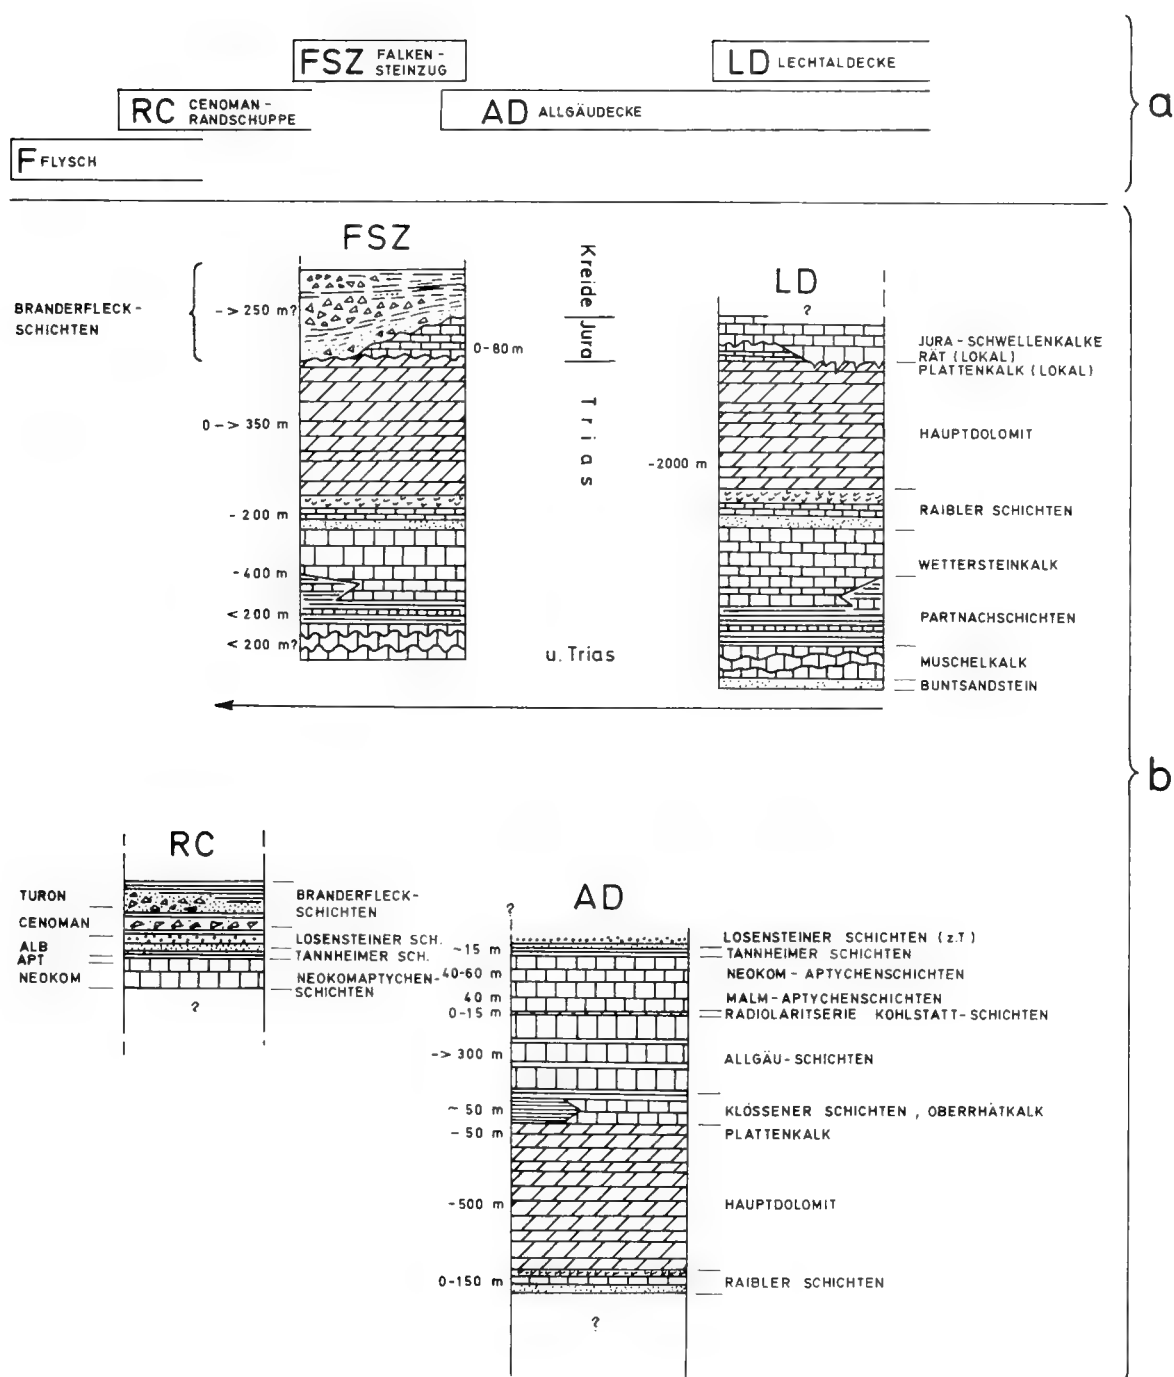 FSZ FALKEN-
STEINZUG
LD LECHTALDECKE
RC CENOMAN-
RANDSCHUPPE
AD ALLGÄUDECKE
F FLYSCH
a
FSZ
BRANDERFLECK-
SCHICHTEN
-> 250 m?
0-80 m
0-> 350 m
- 200 m
-400 m
< 200 m
< 200 m?
Kreide
Jura
Trias
u. Trias
LD
?
-2000 m
JURA-SCHWELLENKALKE
RÄT (LOKAL)
PLATTENKALK (LOKAL)
HAUPTDOLOMIT
RAIBLER SCHICHTEN
WETTERSTEINKALK
PARTNACHSCHICHTEN
MUSCHELKALK
BUNTSANDSTEIN
b
RC
TURON
CENOMAN
ALB
APT
NEOKOM
BRANDERFLECK-
SCHICHTEN
LOSENSTEINER SCH.
TANNHEIMER SCH.
NEOKOMAPTYCHEN-
SCHICHTEN
?
AD
?
~15 m
40-60 m
40 m
0-15 m
-> 300 m
~ 50 m
- 50 m
-500 m
0-150 m
LOSENSTEINER SCHICHTEN (z.T)
TANNHEIMER SCHICHTEN
NEOKOM-APTYCHENSCHICHTEN
MALM-APTYCHENSCHICHTEN
RADIOLARITSERIE KOHLSTATT-SCHICHTEN
ALLGÄU-SCHICHTEN
KLÖSSENER SCHICHTEN, OBERRHÄTKALK
PLATTENKALK
HAUPTDOLOMIT
RAIBLER SCHICHTEN
?